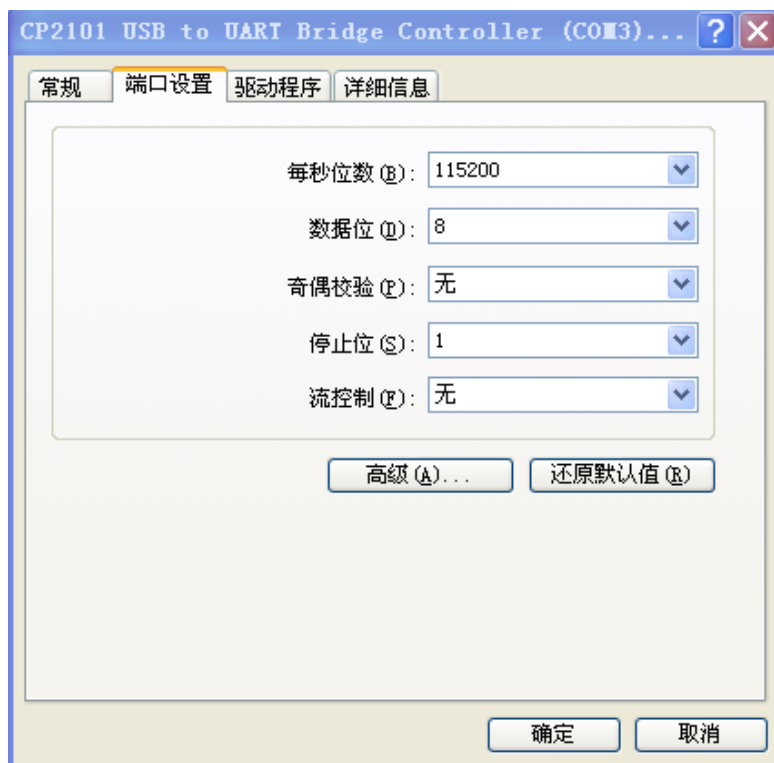 CP2101 USB to UART Bridge Controller (COM3)...
常规 端口设置 驱动程序 详细信息
每秒位数(B): 115200
数据位(D): 8
奇偶校验(P): 无
停止位(S): 1
流控制(F): 无
高级(A)... 还原默认值(R)
确定 取消